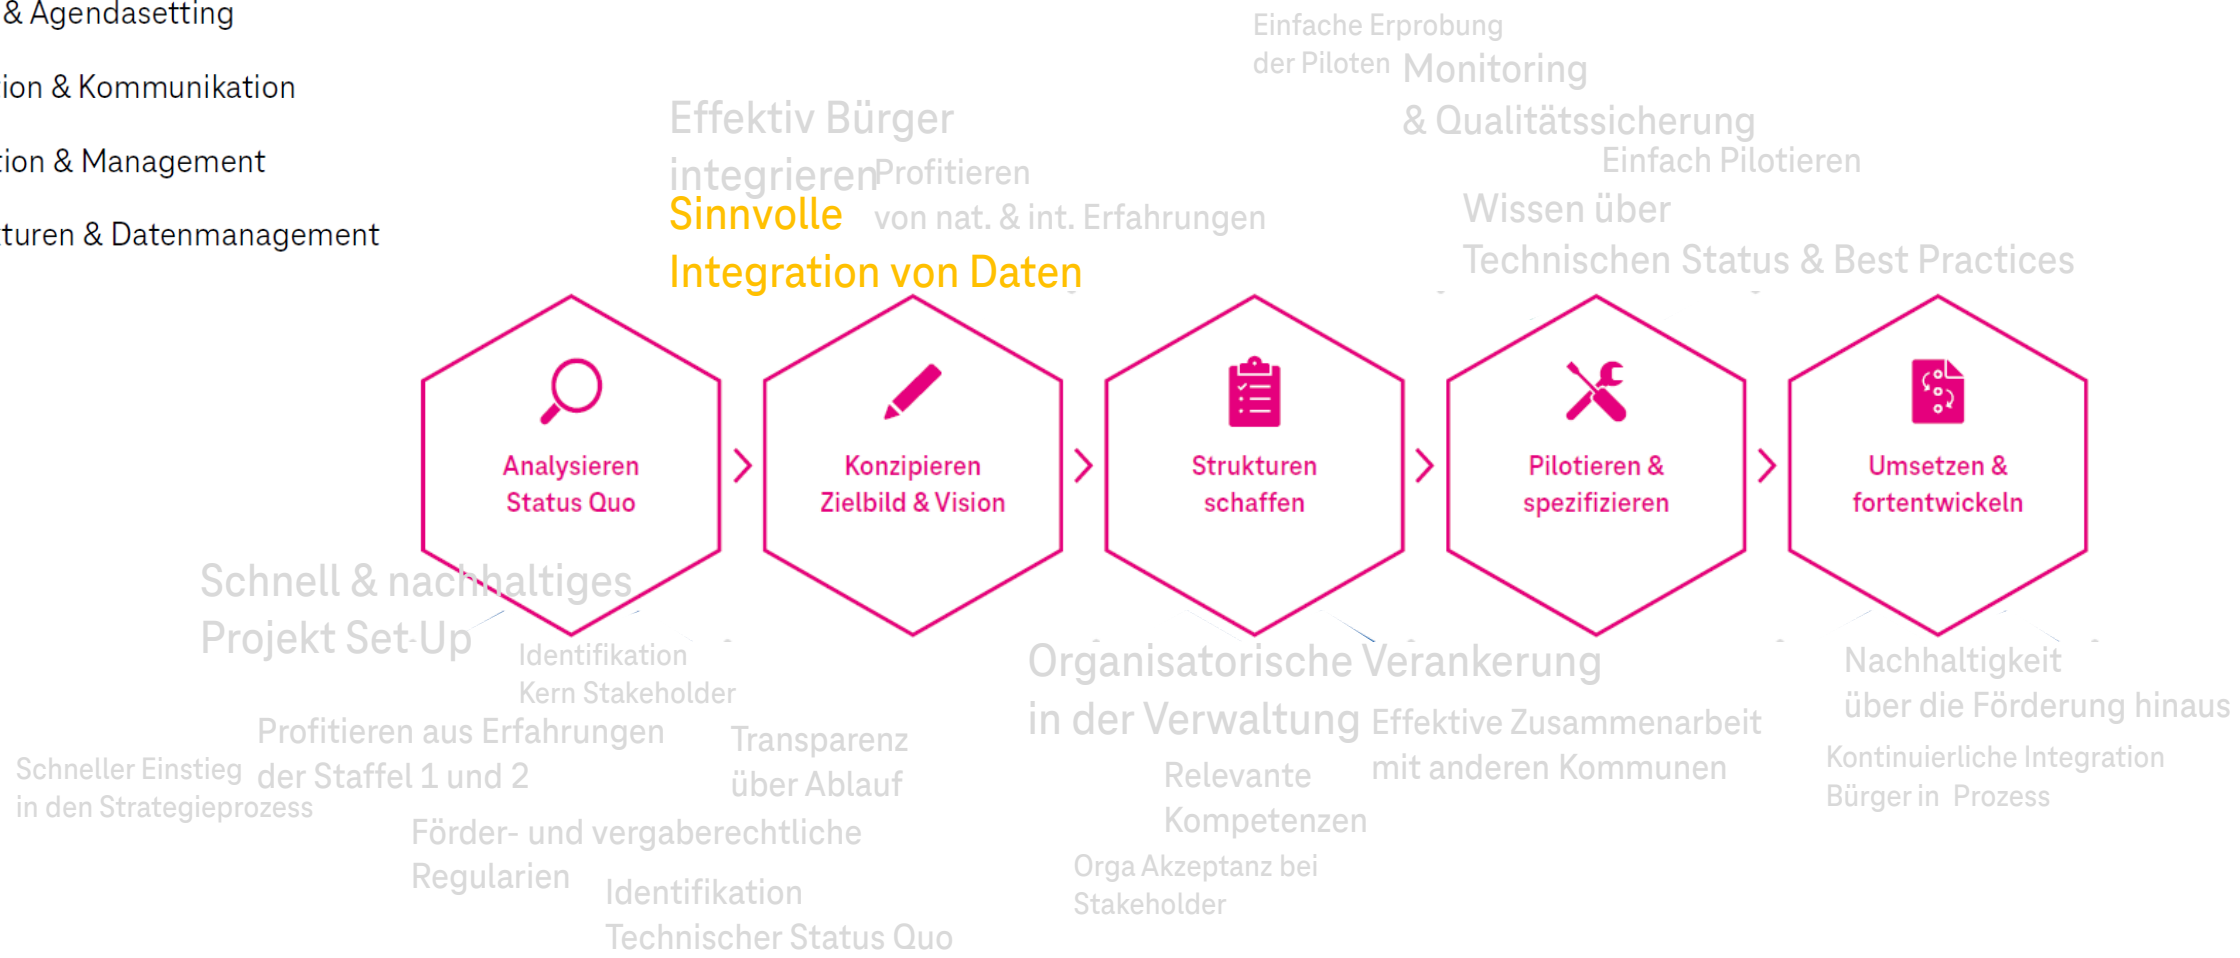 & Agendasetting
ion & Kommunikation
tion & Management
turen & Datenmanagement
Einfache Erprobung
der Piloten
Monitoring
& Qualitätssicherung
Einfach Pilotieren
Wissen über
Technischen Status & Best Practices
Effektiv Bürger
integrieren
Profitieren
von nat. & int. Erfahrungen
Sinnvolle
Integration von Daten
Analysieren
Status Quo
Konzipieren
Zielbild & Vision
Strukturen
schaffen
Pilotieren &
spezifizieren
Umsetzen &
fortentwickeln
Schnell & nachhaltiges
Projekt Set-Up
Identifikation
Kern Stakeholder
Profitieren aus Erfahrungen
der Staffel 1 und 2
Schneller Einstieg
in den Strategieprozess
Transparenz
über Ablauf
Förder- und vergaberechtliche
Regularien
Identifikation
Technischer Status Quo
Organisatorische Verankerung
in der Verwaltung
Effektive Zusammenarbeit
mit anderen Kommunen
Relevante
Kompetenzen
Orga Akzeptanz bei
Stakeholder
Nachhaltigkeit
über die Förderung hinaus
Kontinuierliche Integration
Bürger in Prozess